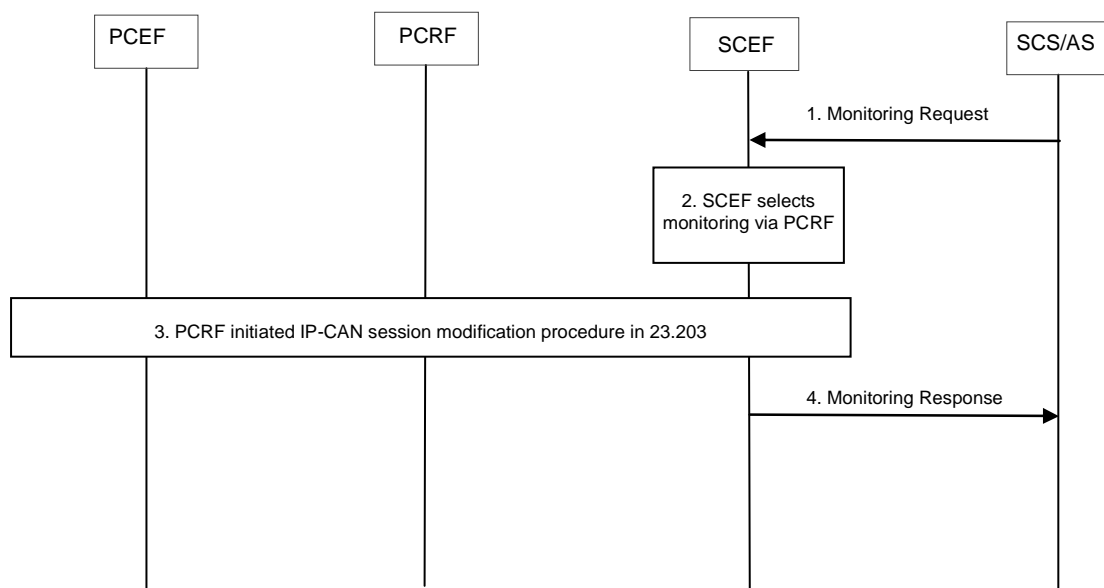 PCEF
PCRF
SCEF
SCS/AS
1. Monitoring Request
2. SCEF selects
monitoring via PCRF
3. PCRF initiated IP-CAN session modification procedure in 23.203
4. Monitoring Response